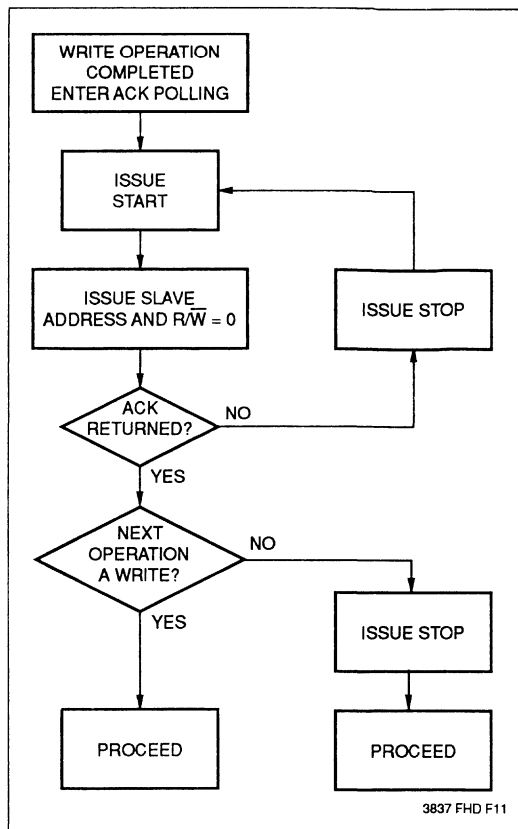 WRITE OPERATION
COMPLETED
ENTER ACK POLLING
ISSUE
START
ISSUE SLAVE
ADDRESS AND R/W̅ = 0
ISSUE STOP
ACK
RETURNED?
NO
YES
NEXT
OPERATION
A WRITE?
NO
YES
ISSUE STOP
PROCEED
PROCEED
3837 FHD F11